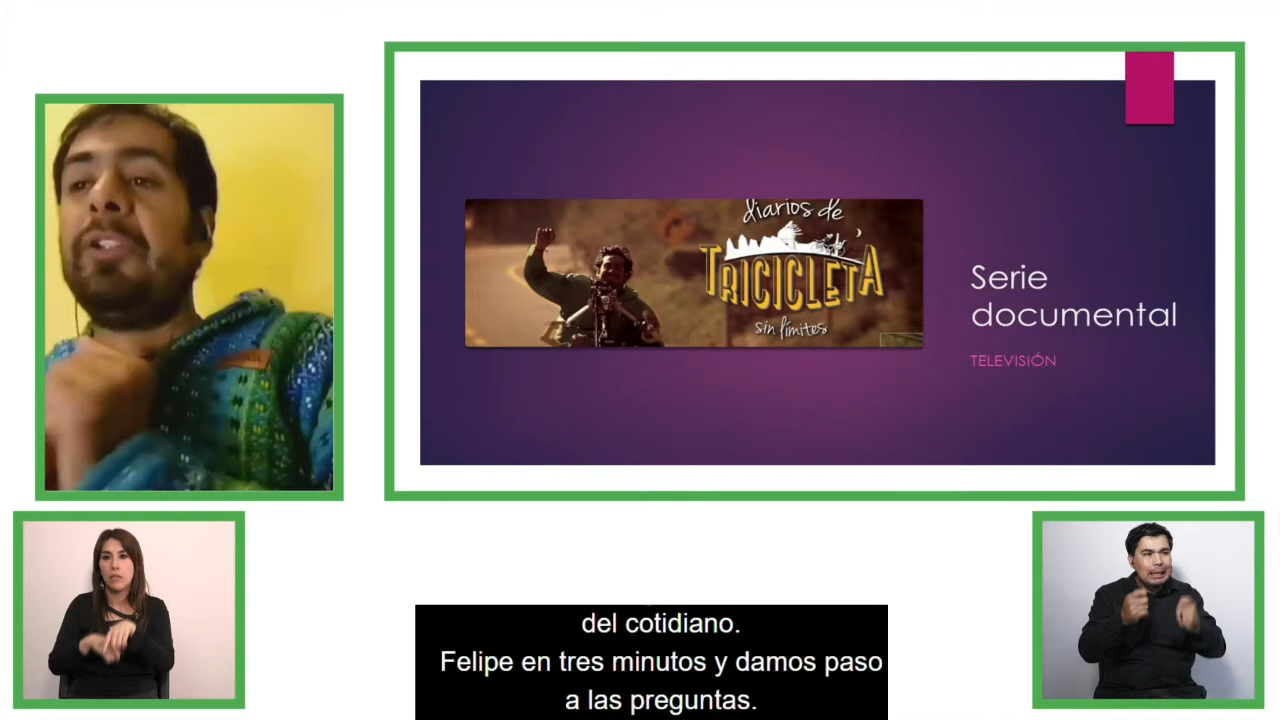 diarios de
TRICICLETA
sin límites
Serie
documental
TELEVISIÓN
del cotidiano.
Felipe en tres minutos y damos paso
a las preguntas.